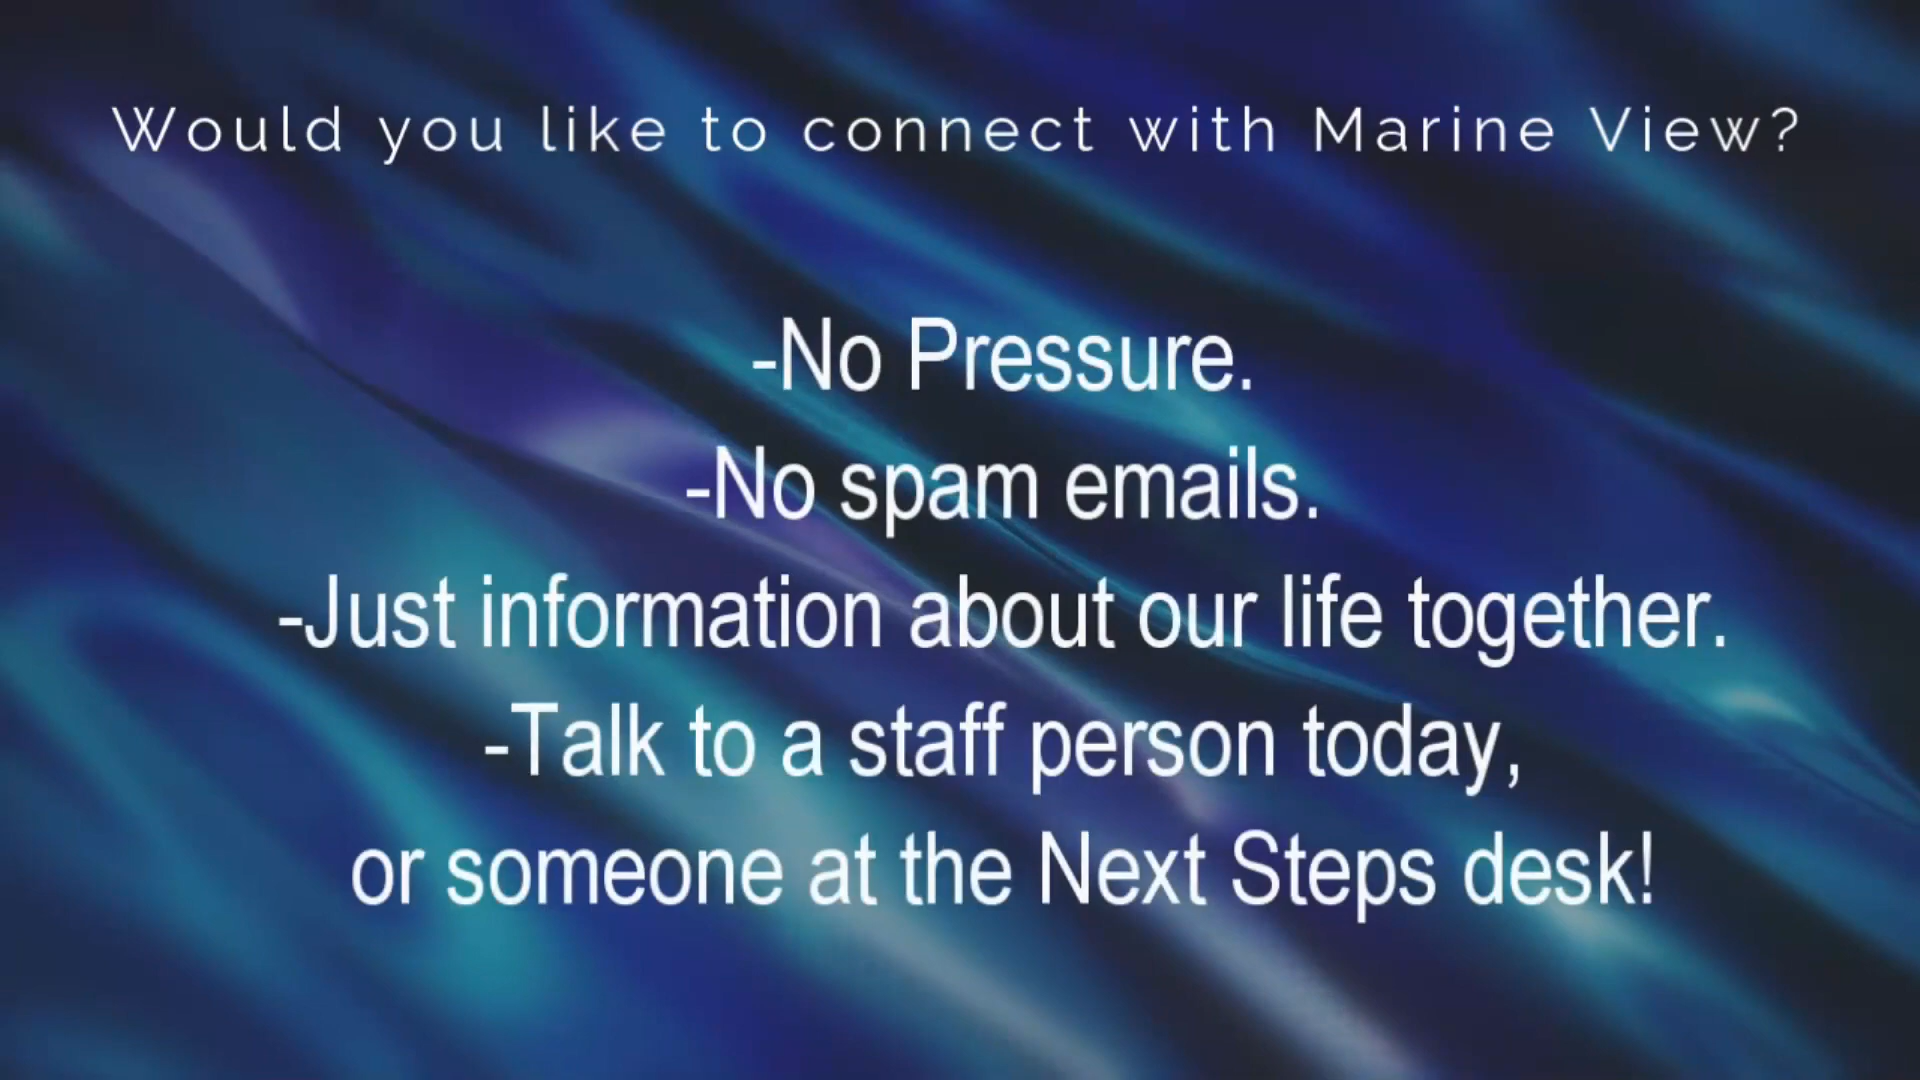 Would you like to connect with Marine View?
-No Pressure.
-No spam emails.
-Just information about our life together.
-Talk to a staff person today,
or someone at the Next Steps desk!